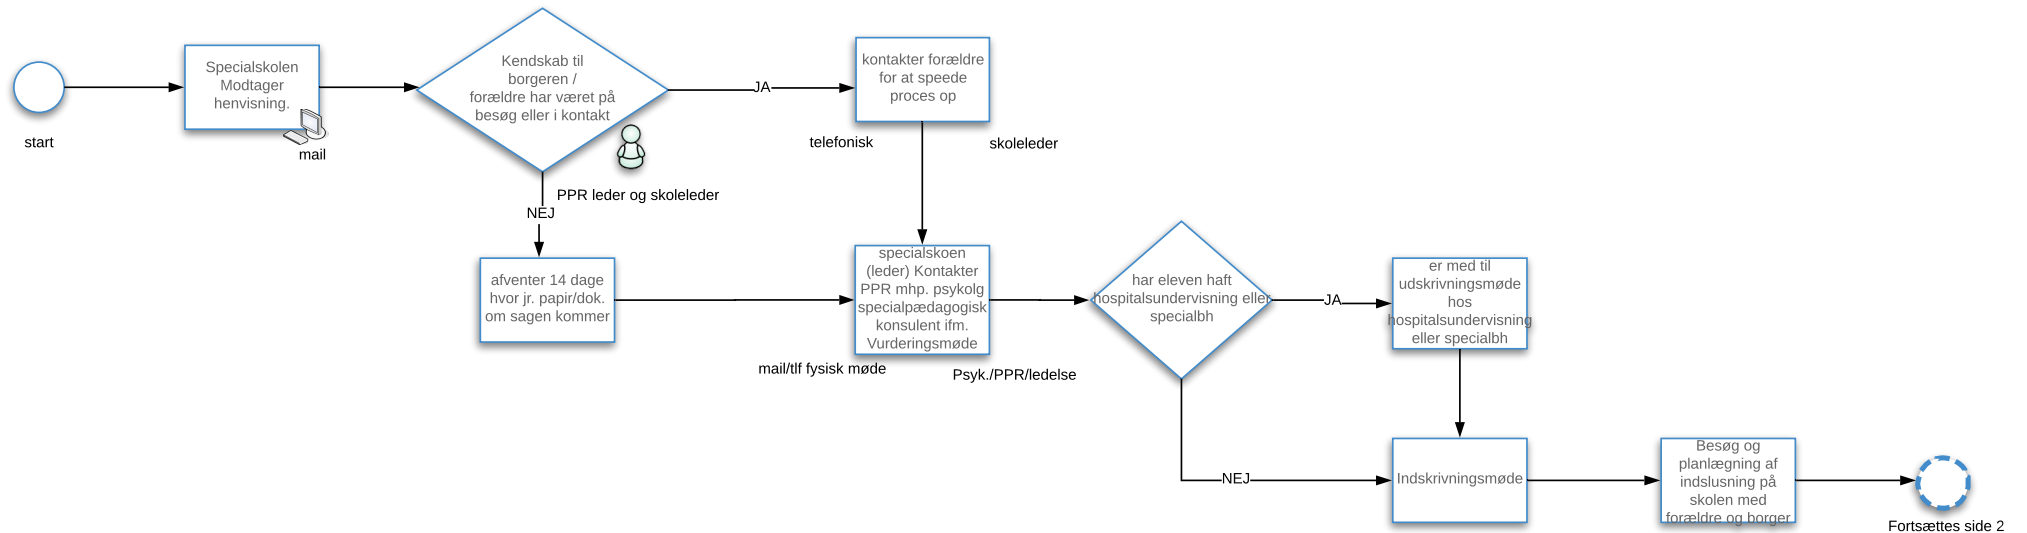 start
Specialskolen
Modtager
henvisning.
mail
Kendskab til
borgeren /
forældre har været på
besøg eller i kontakt
PPR leder og skoleleder
JA
NEJ
kontakter forældre
for at speede
proces op
telefonisk
skoleleder
afventer 14 dage
hvor jr. papir/dok.
om sagen kommer
specialskoen
(leder) Kontakter
PPR mhp. psykolg
specialpædagogisk
konsulent ifm.
Vurderingsmøde
mail/tlf fysisk møde
Psyk./PPR/ledelse
har eleven haft
hospitalsundervisning eller
specialbh
JA
NEJ
er med til
udskrivningsmøde
hos
hospitalsundervisning
eller specialbh
Indskrivningsmøde
Besøg og
planlægning af
indslusning på
skolen med
forældre og borger
Fortsættes side 2